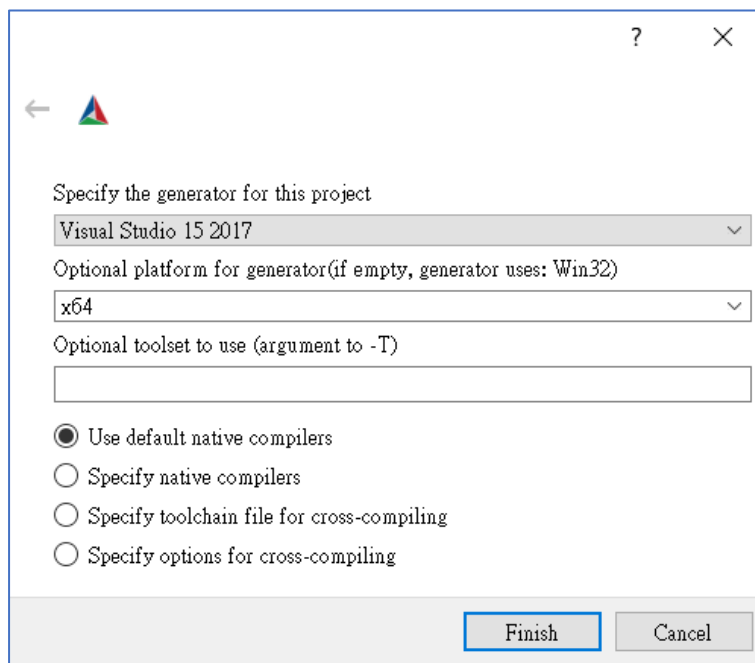 ?
Specify the generator for this project
Visual Studio 15 2017
Optional platform for generator(if empty, generator uses: Win32)
x64
Optional toolset to use (argument to -T)
Use default native compilers
Specify native compilers
Specify toolchain file for cross-compiling
Specify options for cross-compiling
Finish Cancel